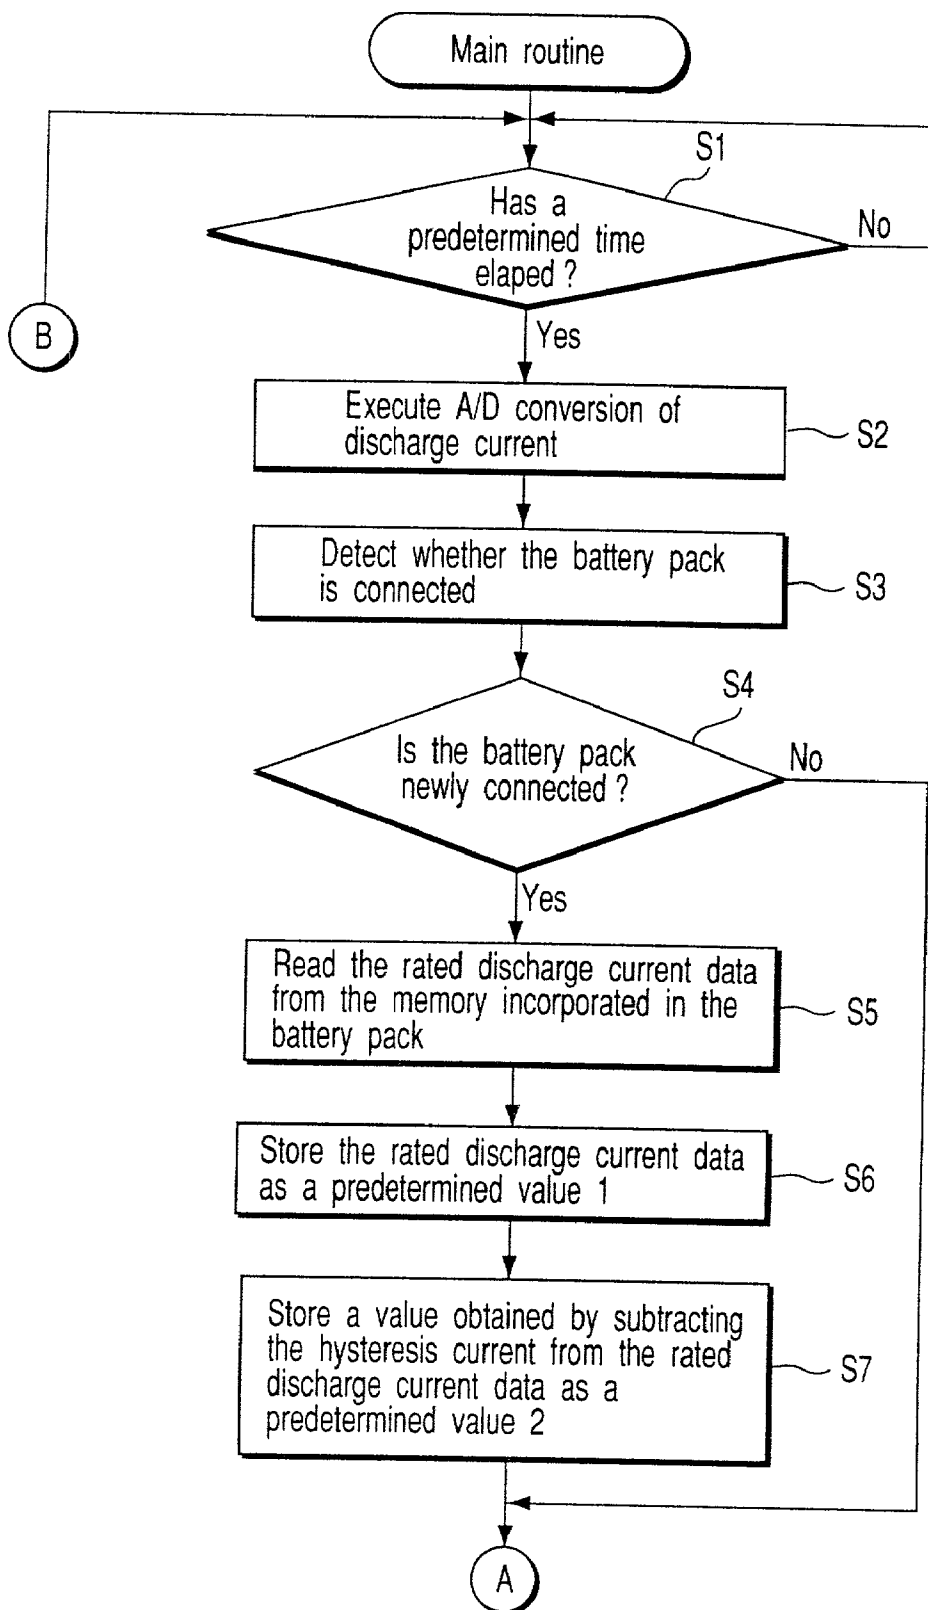 Main routine
S1
Has a
predetermined time
elaped ?
No
B
Yes
Execute A/D conversion of
discharge current
S2
Detect whether the battery pack
is connected
S3
S4
Is the battery pack
newly connected ?
No
Yes
Read the rated discharge current data
from the memory incorporated in the
battery pack
S5
Store the rated discharge current data
as a predetermined value 1
S6
Store a value obtained by subtracting
the hysteresis current from the rated
discharge current data as a
predetermined value 2
S7
A